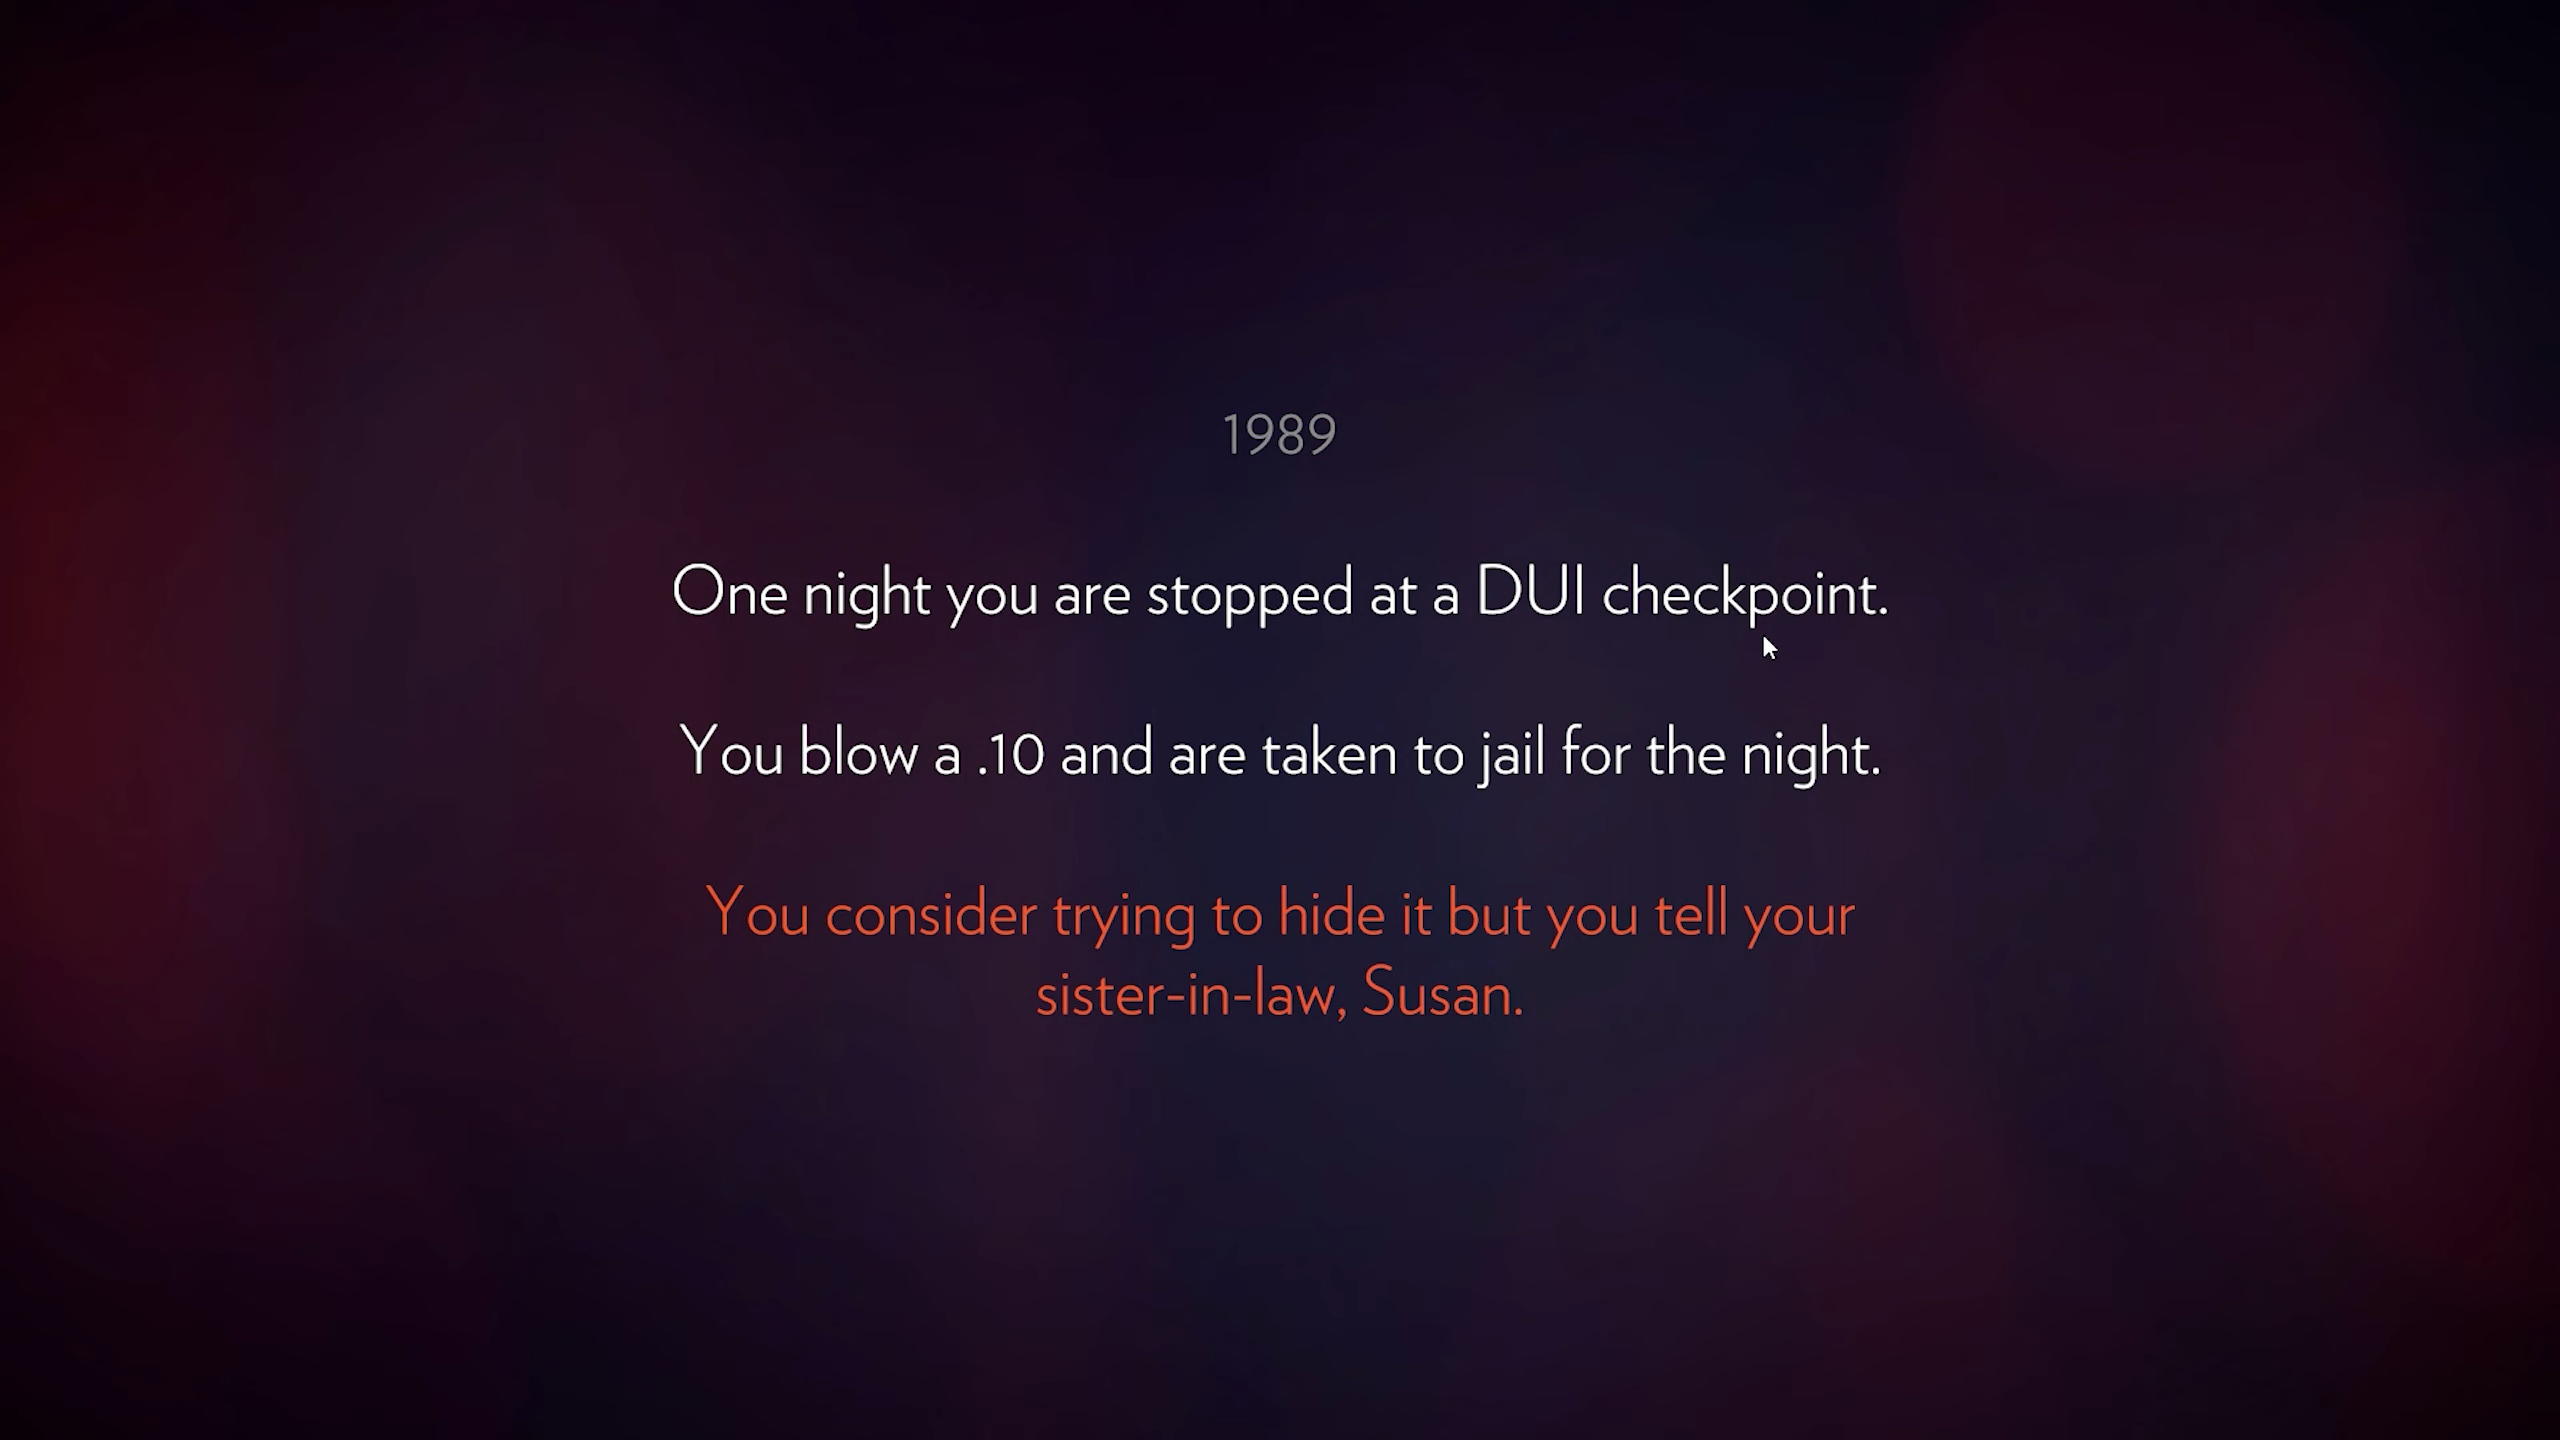 1989
One night you are stopped at a DUI checkpoint.
You blow a .10 and are taken to jail for the night.
You consider trying to hide it but you tell your
sister-in-law, Susan.